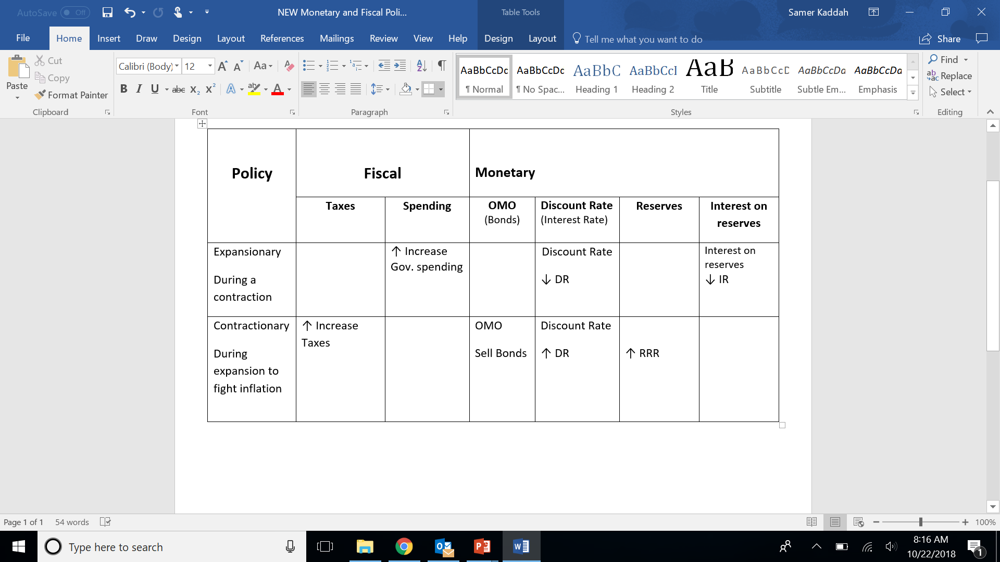 AutoSave Off
NEW Monetary and Fiscal Poli...
Table Tools
Samer Kaddah
File Home Insert Draw Design Layout References Mailings Review View Help Design Layout Tell me what you want to do Share
Paste
Cut
Copy
Format Painter
Clipboard
Calibri (Body) 12
Font
Paragraph
AaBbCcDc AaBbCcDc AaBbC AaBbCcI AaB AaBbCcD AaBbCcDa AaBbCcDa
¶ Normal ¶ No Spac... Heading 1 Heading 2 Title Subtitle Subtle Em... Emphasis
Styles
Find
Replace
Select
Editing
Policy
Fiscal
Monetary
Taxes
Spending
OMO
(Bonds)
Discount Rate
(Interest Rate)
Reserves
Interest on
reserves
Expansionary
During a
contraction
↑ Increase
Gov. spending
Discount Rate
↓ DR
Interest on
reserves
↓ IR
Contractionary
During
expansion to
fight inflation
↑ Increase
Taxes
OMO
Sell Bonds
Discount Rate
↑ DR
↑ RRR
Page 1 of 1 54 words
100%
Type here to search
8:16 AM
10/22/2018
1